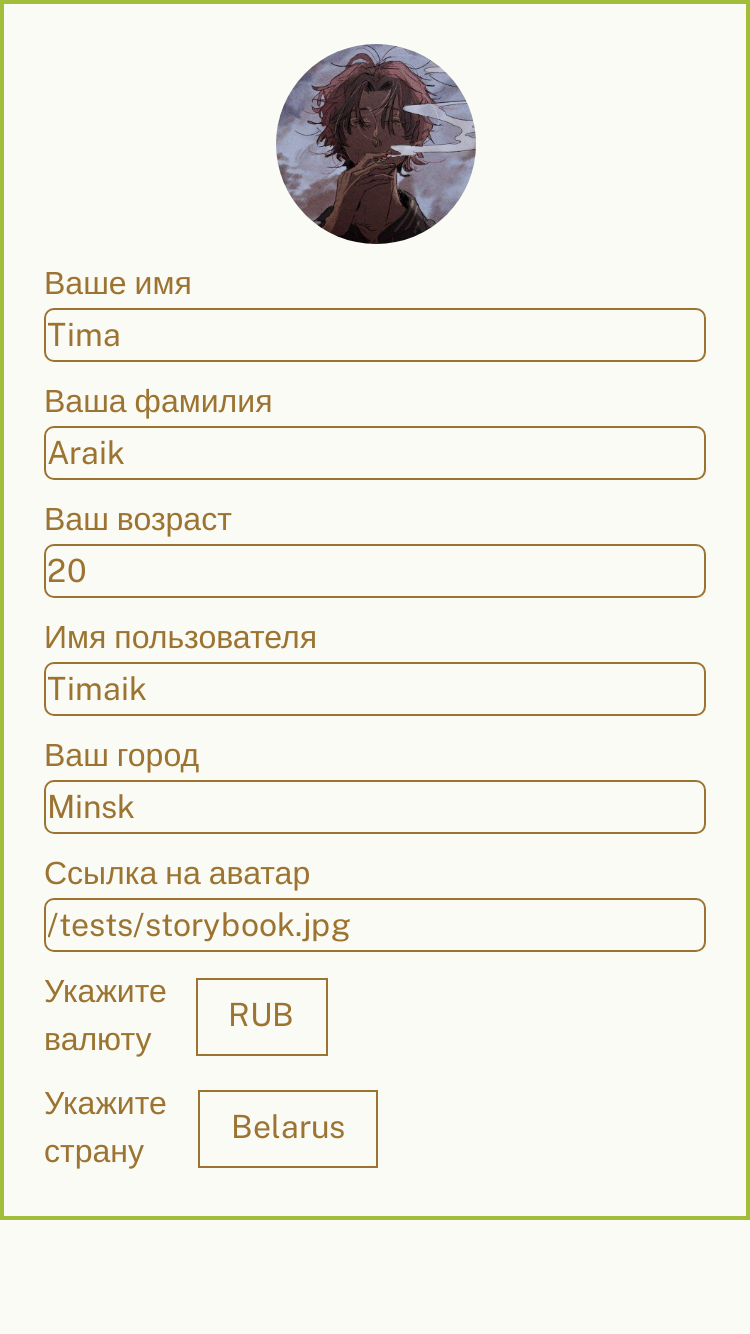 Ваше имя
Tima
Ваша фамилия
Araik
Ваш возраст
20
Имя пользователя
Timaik
Ваш город
Minsk
Ссылка на аватар
/tests/storybook.jpg
Укажите
валюту
RUB
Укажите
страну
Belarus